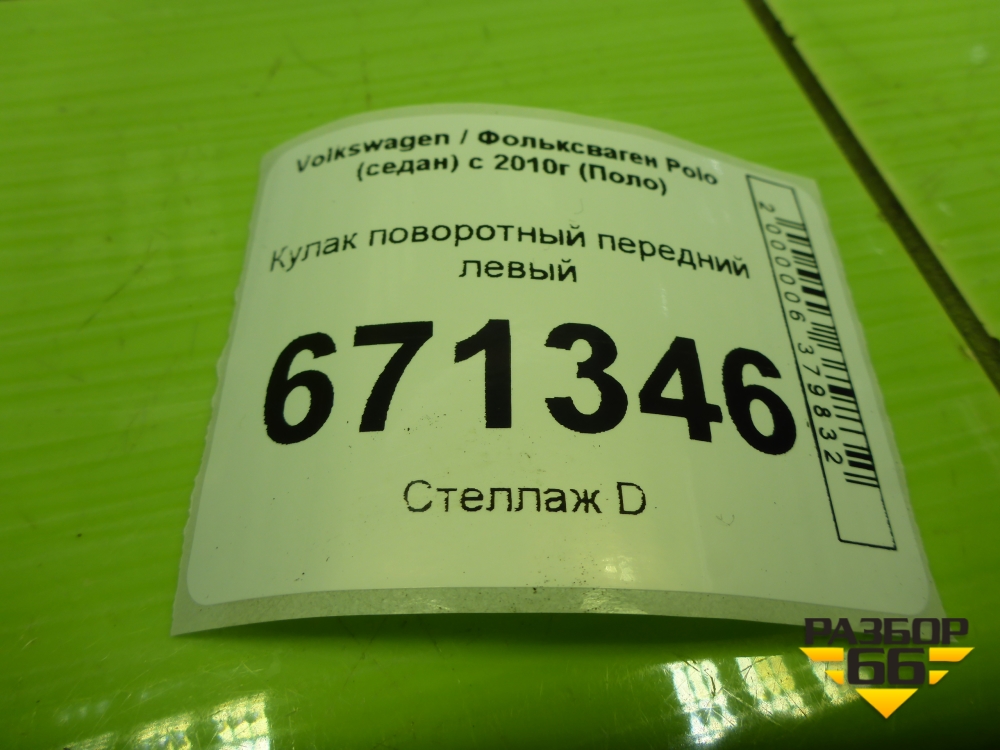 Volkswagen / Фольксваген Polo
(седан) с 2010г (Поло)
Кулак поворотный передний
левый
671346
Стеллаж D
2000006379832
РАЗБОР
66